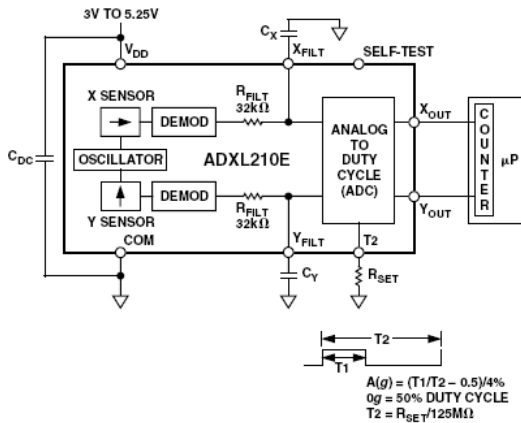 3V TO 5.25V
C_X
X_FILT
V_DD
SELF-TEST
X SENSOR
R_FILT
32kΩ
DEMOD
X_OUT
ANALOG
TO
DUTY
CYCLE
(ADC)
COUNTER
µP
C_DC
OSCILLATOR
ADXL210E
DEMOD
Y SENSOR
R_FILT
32kΩ
Y_OUT
COM
Y_FILT
T2
C_Y
R_SET
T2
T1
A(g) = (T1/T2 – 0.5)/4%
0g = 50% DUTY CYCLE
T2 = R_SET/125MΩ